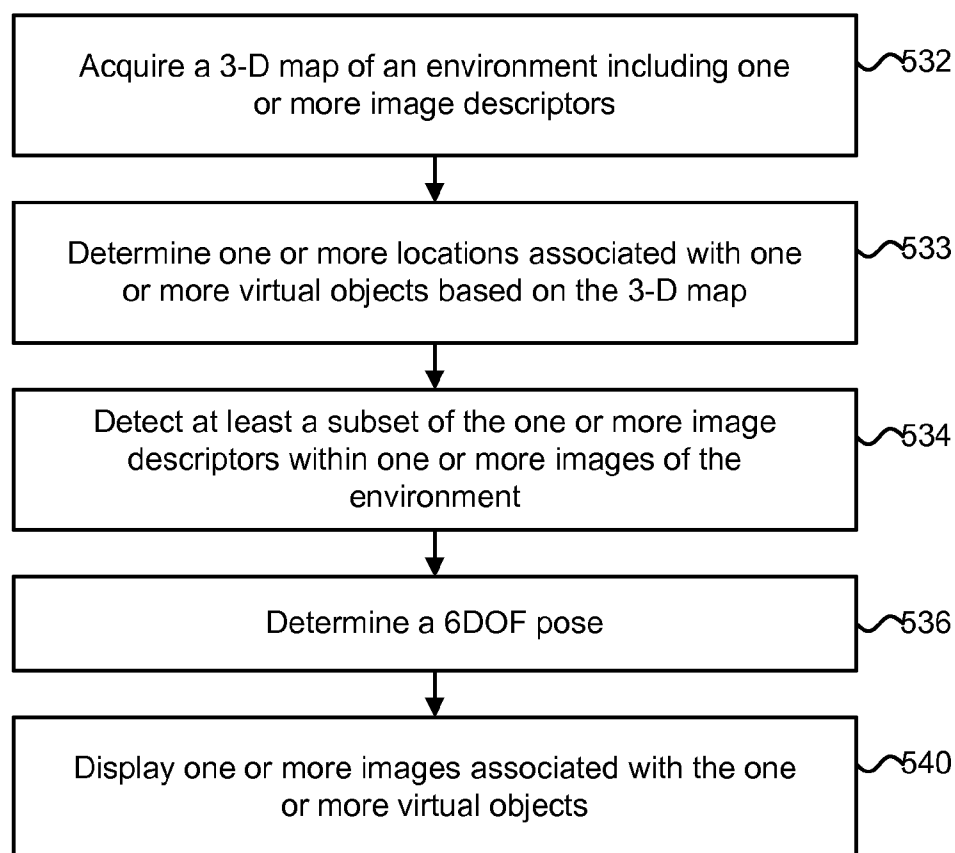 Acquire a 3-D map of an environment including one
or more image descriptors
532
Determine one or more locations associated with one
or more virtual objects based on the 3-D map
533
Detect at least a subset of the one or more image
descriptors within one or more images of the
environment
534
Determine a 6DOF pose
536
Display one or more images associated with the one
or more virtual objects
540